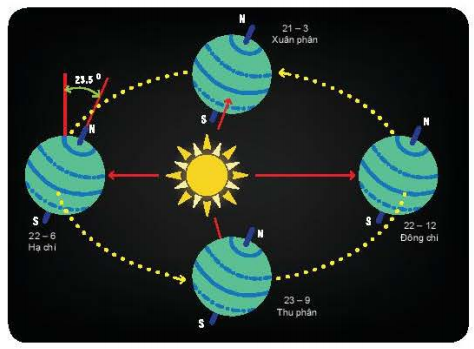 N
21 – 3
Xuân phân
S
23.5 0
N
S
22 – 6
Hạ chí
N
S
22 – 12
Đông chí
N
S
23 – 9
Thu phân